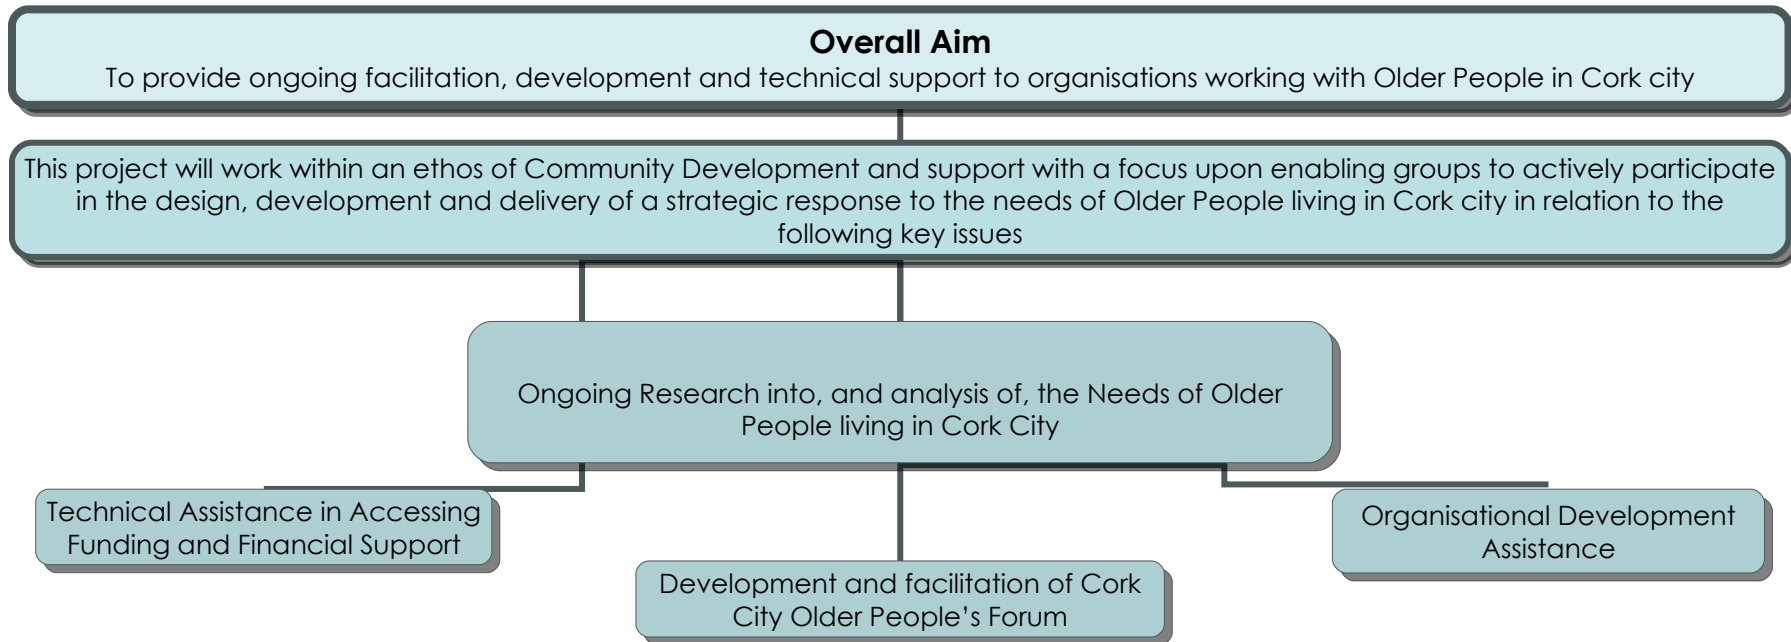 Overall Aim
To provide ongoing facilitation, development and technical support to organisations working with Older People in Cork city
This project will work within an ethos of Community Development and support with a focus upon enabling groups to actively participate
in the design, development and delivery of a strategic response to the needs of Older People living in Cork city in relation to the
following key issues
Ongoing Research into, and analysis of, the Needs of Older
People living in Cork City
Technical Assistance in Accessing
Funding and Financial Support
Development and facilitation of Cork
City Older People’s Forum
Organisational Development
Assistance